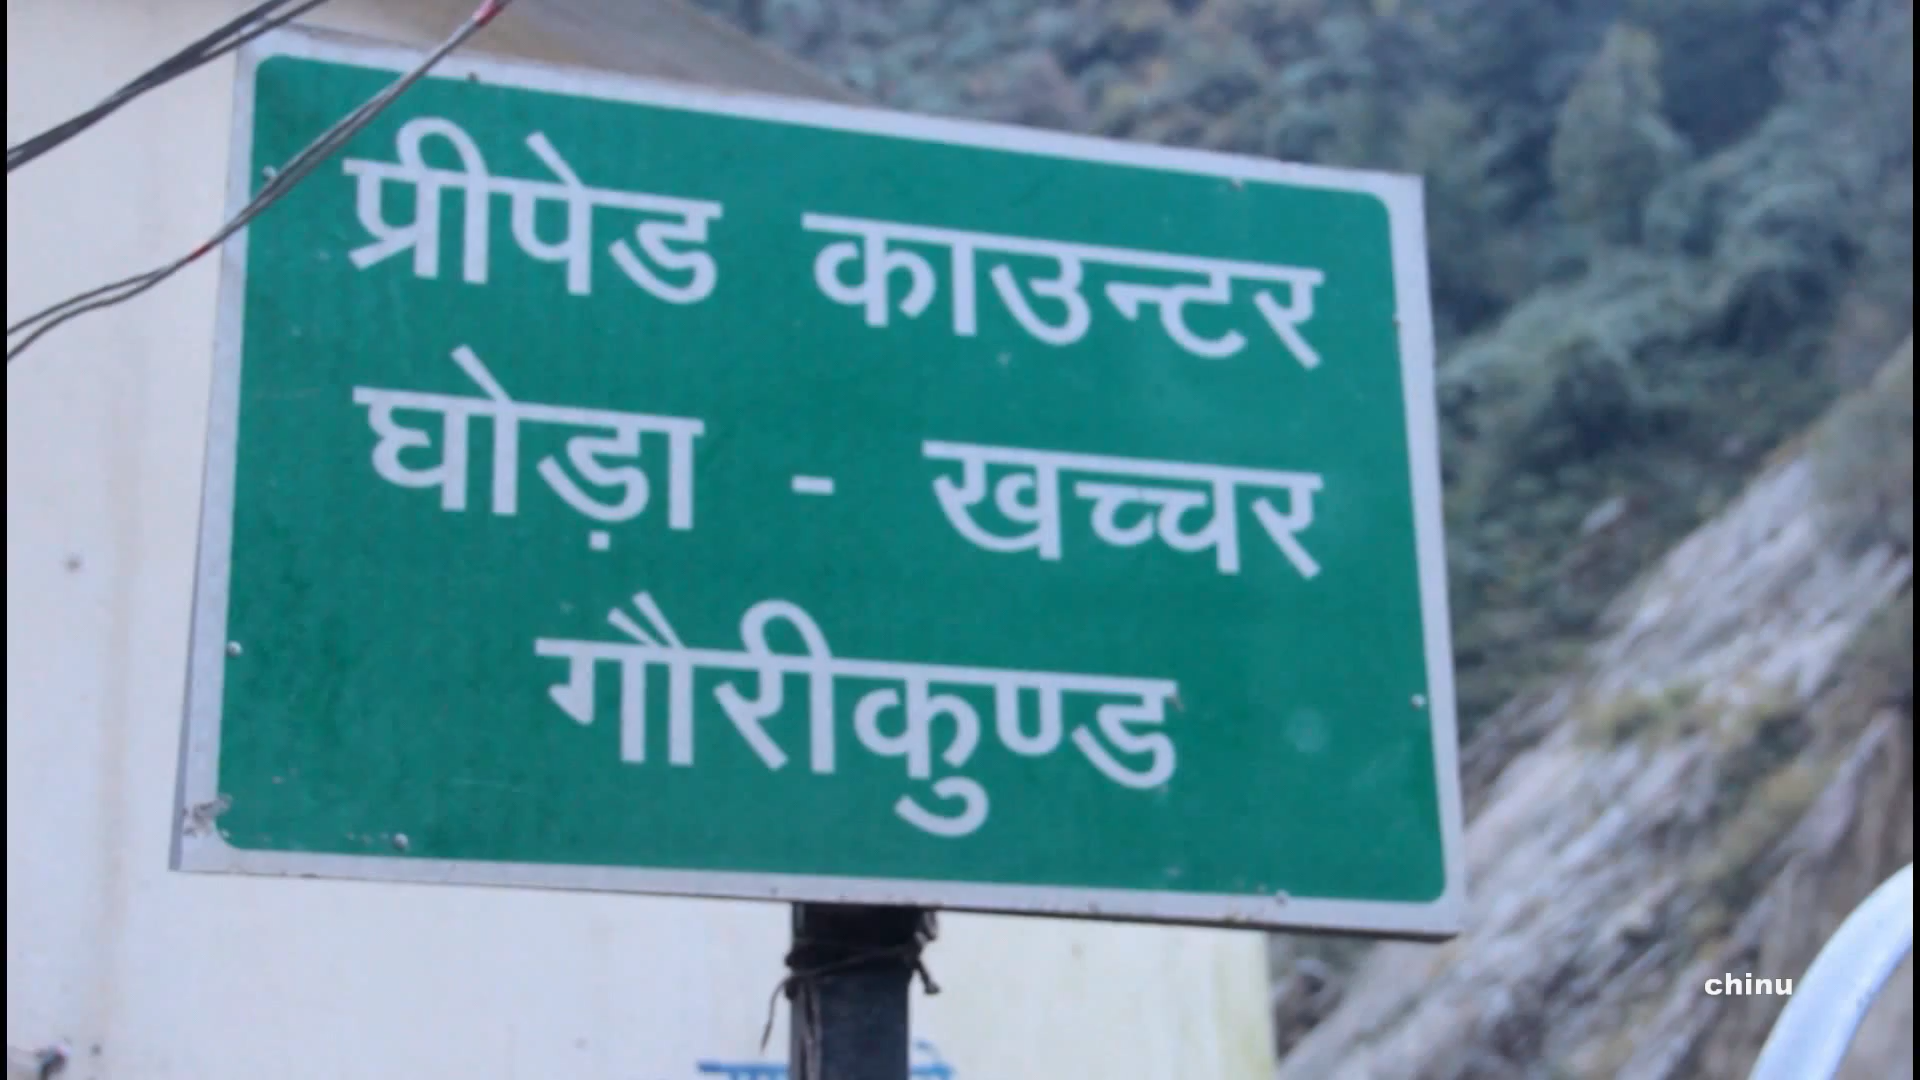 प्रीपेड काउन्टर
घोड़ा - खच्चर
गौरीकुण्ड
chinu